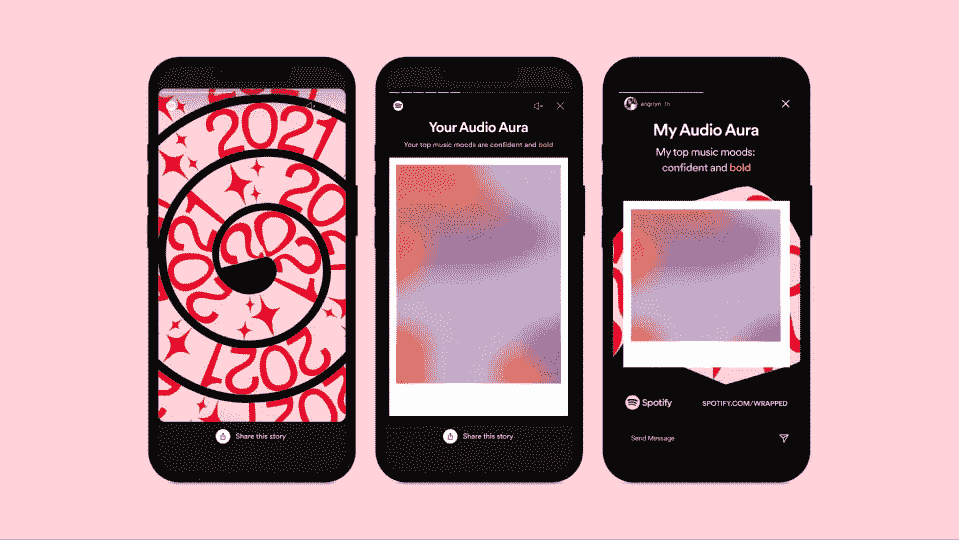 2021
2021
2021
2021
2021
Share this story
Your Audio Aura
Your top music moods are confident and bold
Share this story
angrlyn 1h
My Audio Aura
My top music moods:
confident and bold
Spotify
SPOTIFY.COM/WRAPPED
Send Message